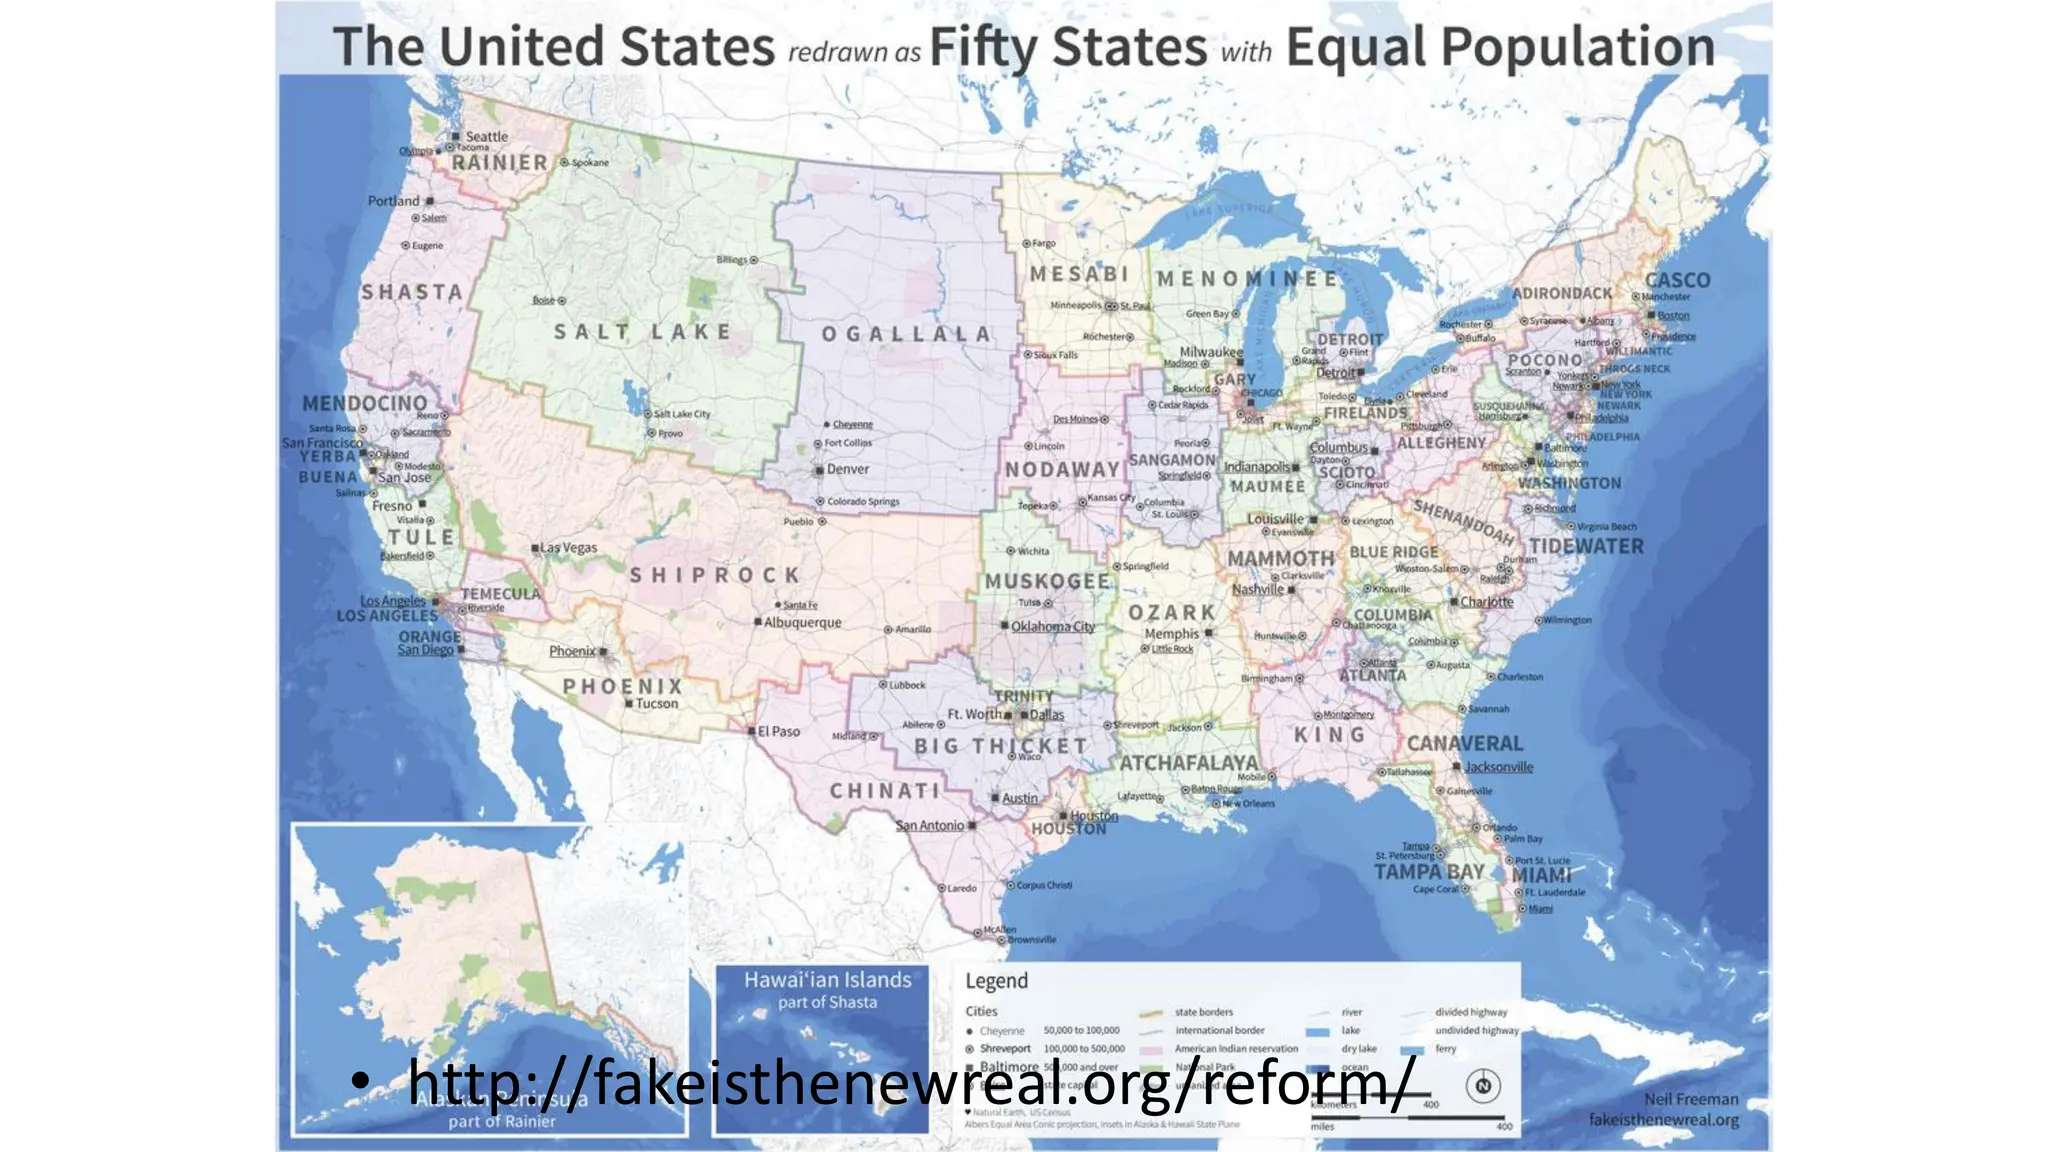 The United States redrawn as Fifty States with Equal Population
Seattle
Olympia
Tacoma
RAINIER
Spokane
Portland
Salem
Eugene
SHASTA
Billings
Boise
SALT LAKE
Salt Lake City
Provo
OGALLALA
Cheyenne
Fort Collins
Denver
Colorado Springs
Fargo
MESABI
Minneapolis
St. Paul
Rochester
Sioux Falls
LAKE SUPERIOR
MENOMINEE
Green Bay
LAKE MICHIGAN
LAKE HURON
Milwaukee
Madison
Rockford
GARY
CHICAGO
Joliet
Grand Rapids
DETROIT
Flint
Detroit
Toledo
Elyria
Cleveland
FIRELANDS
Ft. Wayne
Erie
Pittsburgh
ALLEGHENY
Rochester
Buffalo
Syracuse
Albany
ADIRONDACK
CASCO
Manchester
Boston
Providence
Hartford
WILLIMANTIC
THROGS NECK
POCONO
Scranton
Yonkers
Newark
New York
NEW YORK
NEWARK
SUSQUEHANNA
Harrisburg
Philadelphia
PHILADELPHIA
Baltimore
Arlington
Washington
WASHINGTON
MENDOCINO
Reno
Santa Rosa
Sacramento
San Francisco
YERBA BUENA
Oakland
Modesto
San Jose
Salinas
Fresno
Visalia
TULE
Bakersfield
Las Vegas
SHIPROCK
Pueblo
Santa Fe
Albuquerque
Amarillo
Los Angeles
LOS ANGELES
TEMECULA
Riverside
ORANGE
San Diego
Phoenix
PHOENIX
Tucson
El Paso
Des Moines
Lincoln
NODAWAY
Topeka
Kansas City
Cedar Rapids
Peoria
SANGAMON
Springfield
Columbia
St. Louis
Indianapolis
MAUMEE
Columbus
Dayton
SCIOTO
Cincinnati
Louisville
Evansville
Lexington
SHENANDOAH
Richmond
Virginia Beach
TIDEWATER
Wichita
MUSKOGEE
Tulsa
Oklahoma City
Springfield
OZARK
Memphis
Little Rock
MAMMOTH
Clarksville
Nashville
Huntsville
BLUE RIDGE
Winston-Salem
Durham
Raleigh
Knoxville
Charlotte
COLUMBIA
Chattanooga
Columbia
Wilmington
Birmingham
Atlanta
ATLANTA
Augusta
Charleston
Savannah
Lubbock
TRINITY
Ft. Worth
Dallas
Abilene
Midland
BIG THICKET
Waco
CHINATI
Austin
San Antonio
Houston
HOUSTON
Laredo
Corpus Christi
McAllen
Brownsville
Shreveport
Jackson
ATCHAFALAYA
Mobile
Lafayette
Baton Rouge
New Orleans
Montgomery
KING
Tallahassee
CANAVERAL
Jacksonville
Gainesville
Orlando
Palm Bay
Tampa
St. Petersburg
TAMPA BAY
Cape Coral
Port St. Lucie
MIAMI
Ft. Lauderdale
Miami
Alaskan Peninsula
part of Rainier
Hawai‘ian Islands
part of Shasta
Legend
Cities
Cheyenne 50,000 to 100,000
Shreveport 100,000 to 500,000
Baltimore 500,000 and over
state capital
state borders
international border
American Indian reservation
National Park
river
lake
dry lake
ocean
divided highway
undivided highway
ferry
• http://fakeisthenewreal.org/reform/
kilometers 400
miles 400
N
Natural Earth, US Census
Albers Equal Area Conic projection, insets in Alaska & Hawaii State Plane
Neil Freeman
fakeisthenewreal.org